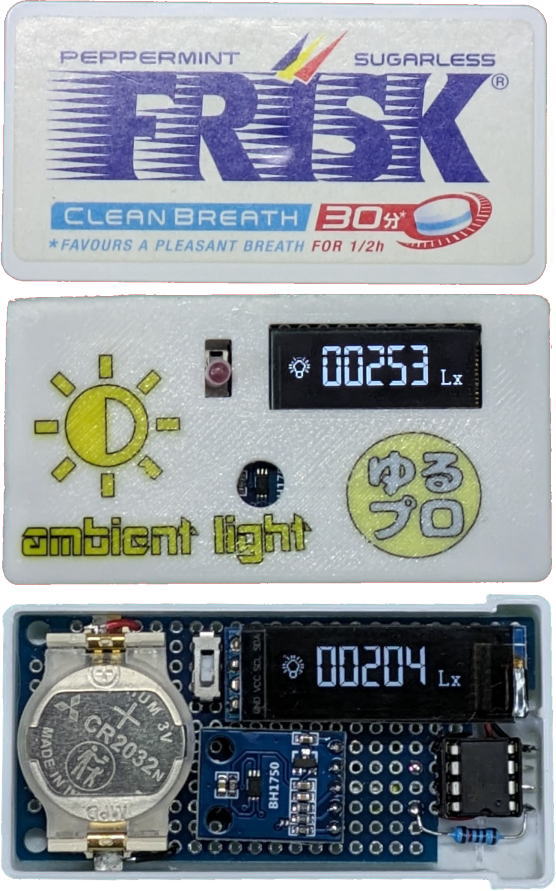 PEPPERMINT SUGARLESS
FRISK®
CLEAN BREATH 30分*
*FAVOURS A PLEASANT BREATH FOR 1/2h
00253 Lx
ゆる
プロ
ambient light
00204 Lx
GND VCC SCL SDA
BH1750
3V
+
CR2032
MADE IN